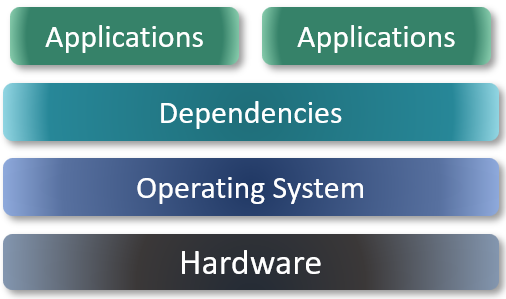 Applications
Applications
Dependencies
Operating System
Hardware